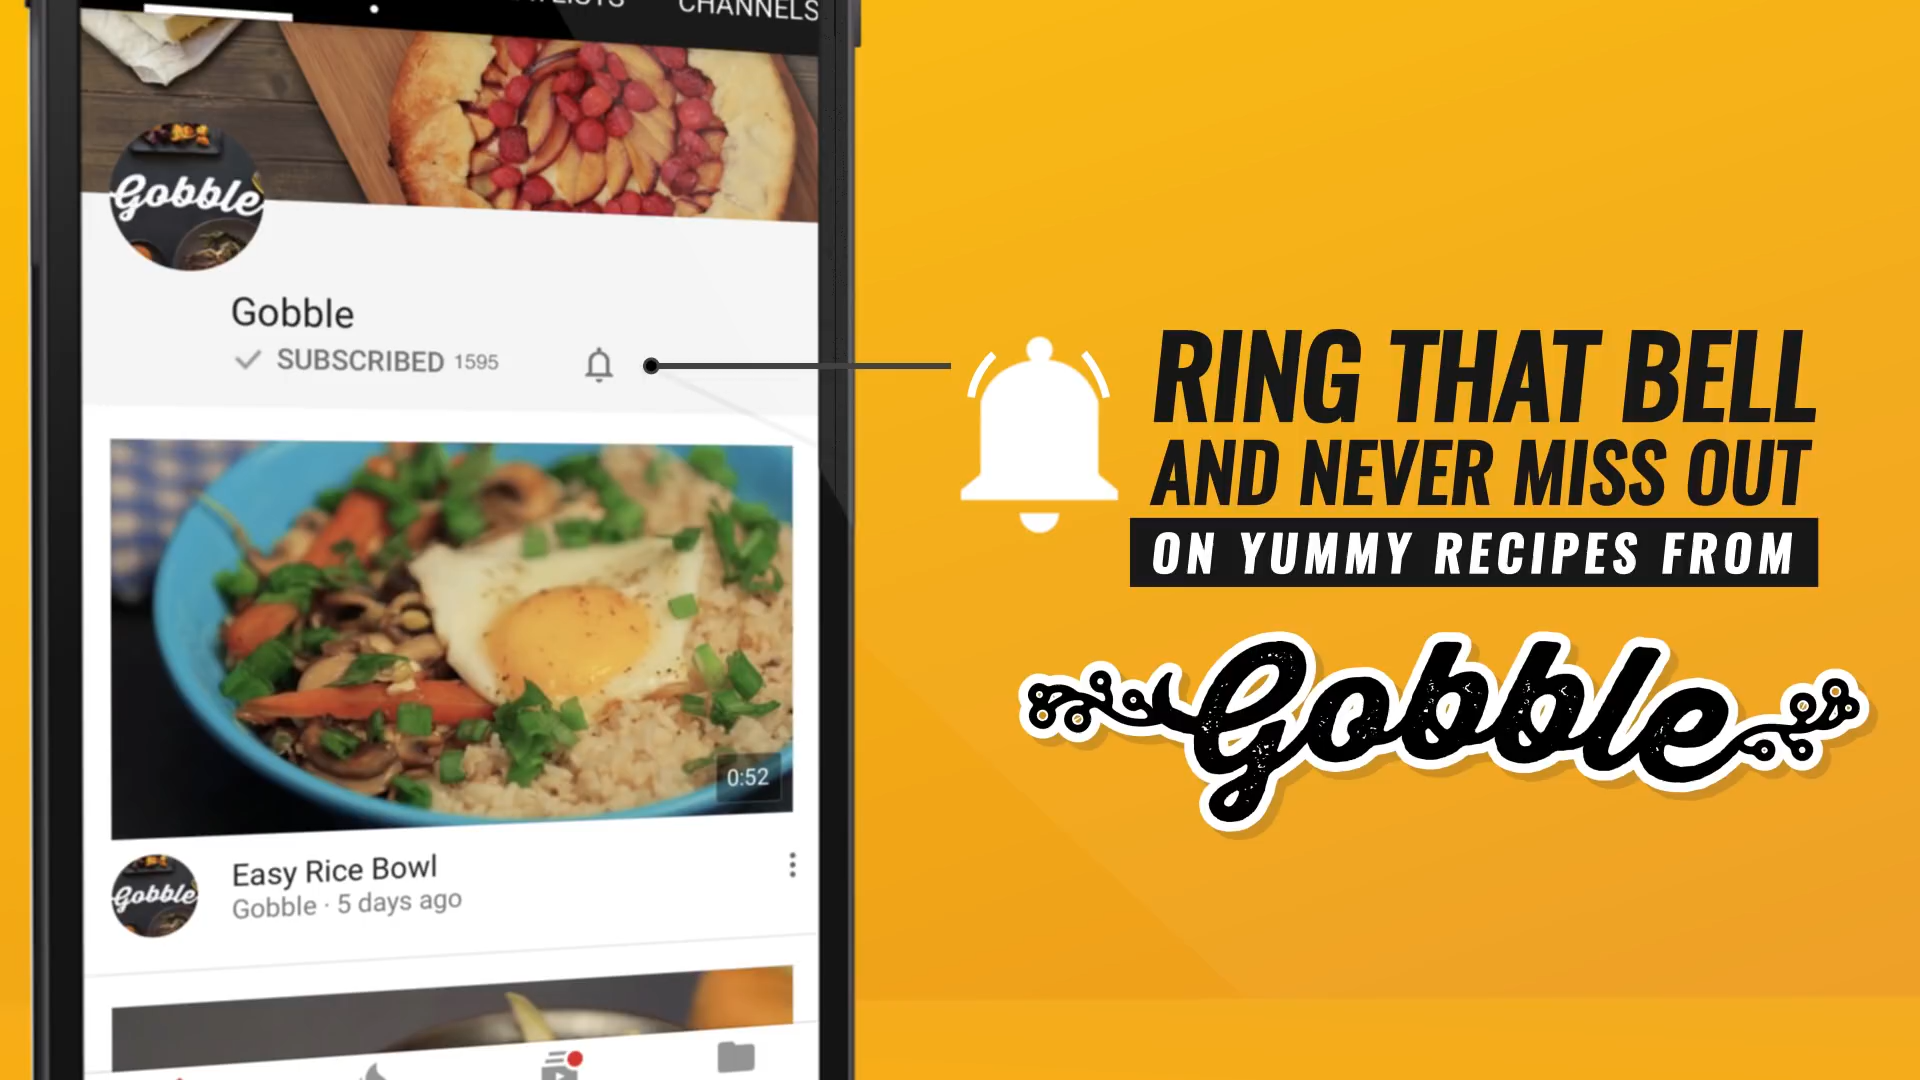 CHANNELS
Gobble
Gobble
SUBSCRIBED 1595
0:52
Gobble
Easy Rice Bowl
Gobble · 5 days ago
RING THAT BELL
AND NEVER MISS OUT
ON YUMMY RECIPES FROM
Gobble